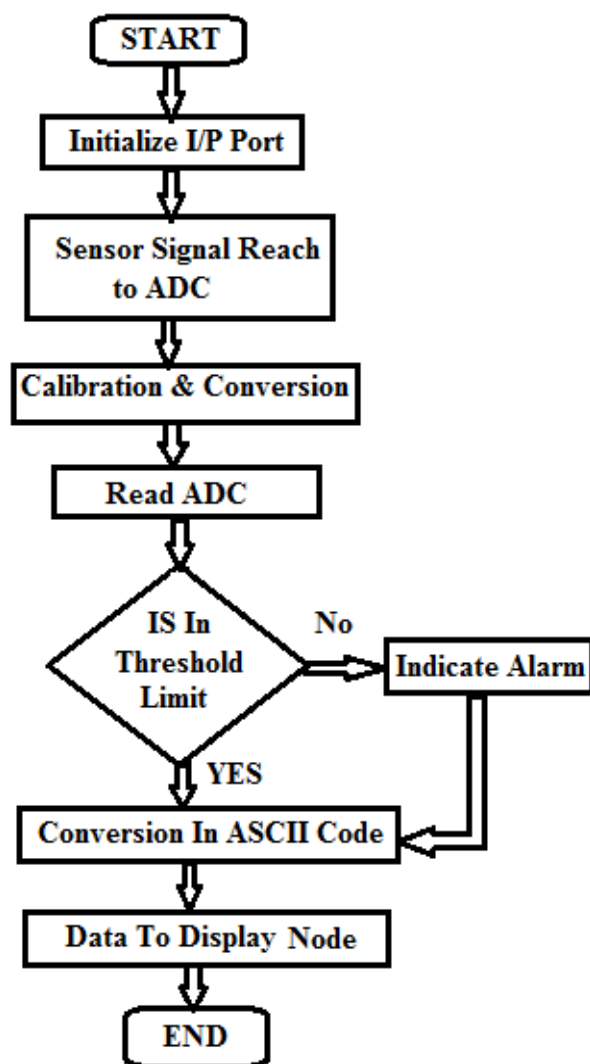 START
Initialize I/P Port
Sensor Signal Reach
to ADC
Calibration & Conversion
Read ADC
IS In
Threshold
Limit
No
Indicate Alarm
YES
Conversion In ASCII Code
Data To Display Node
END